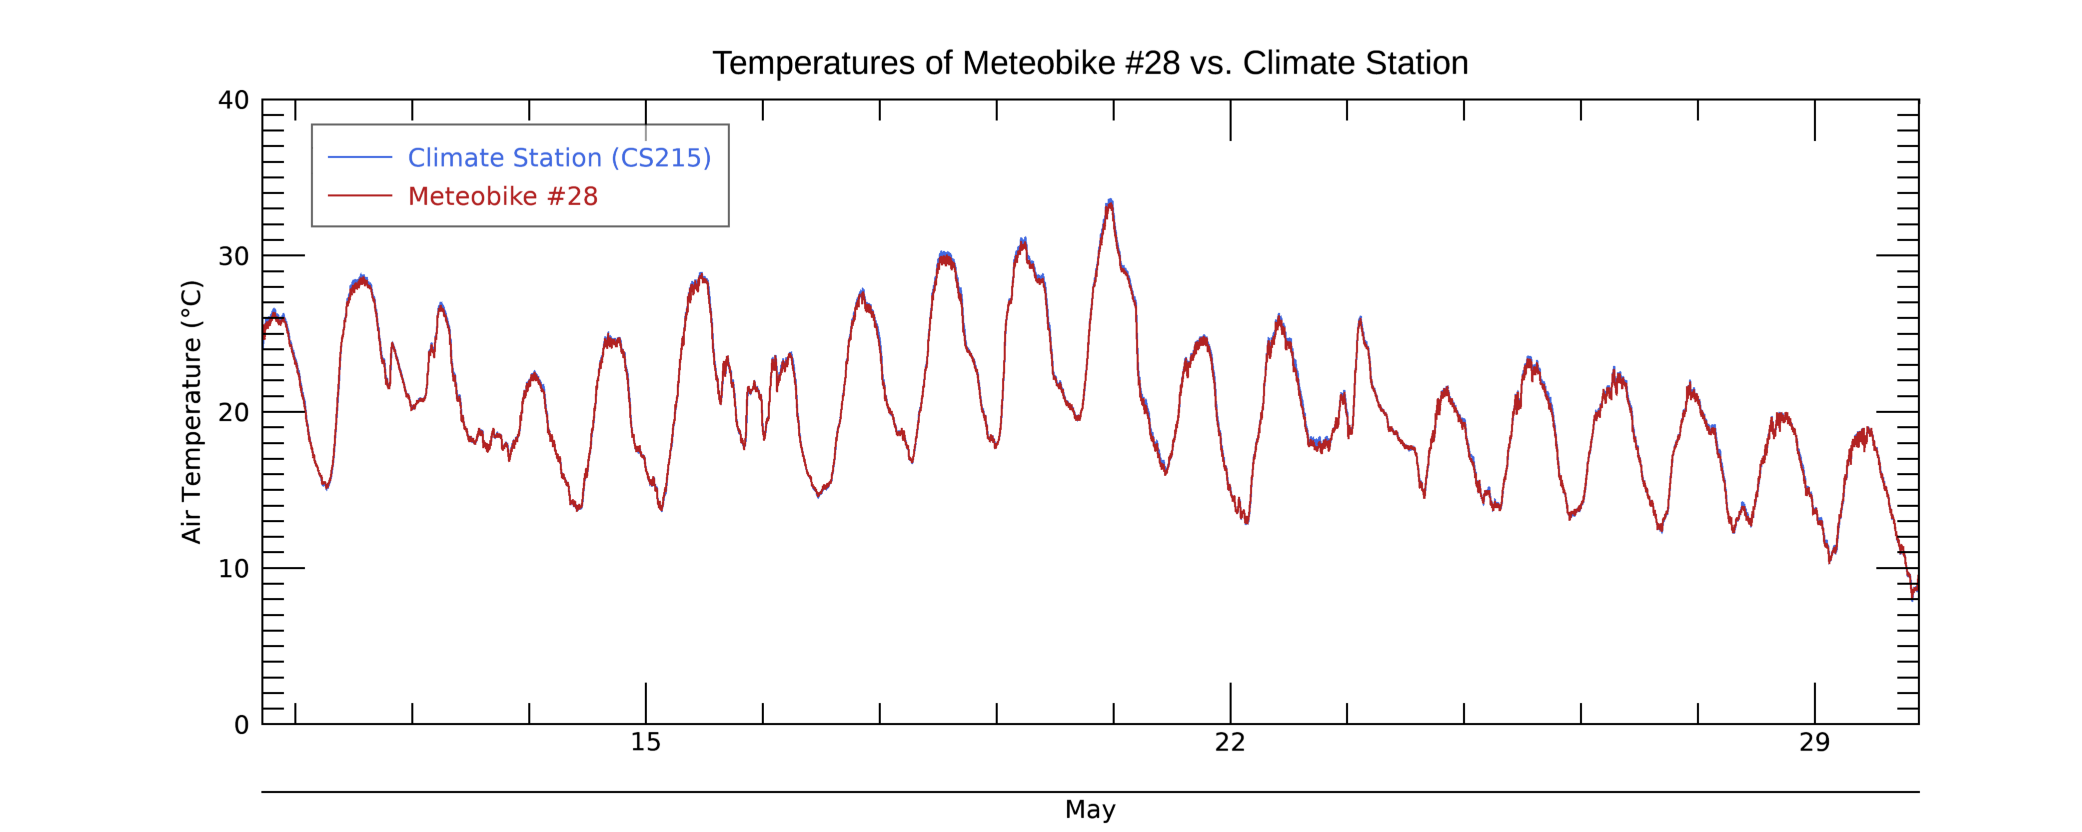 Temperatures of Meteobike #28 vs. Climate Station
Climate Station (CS215)
Meteobike #28
Air Temperature (°C)
40
30
20
10
0
15
22
29
May